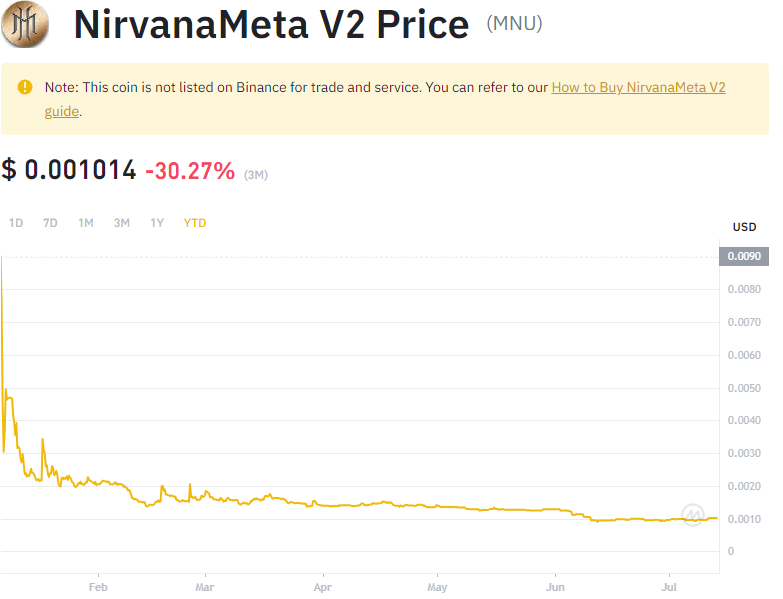 NirvanaMeta V2 Price (MNU)
Note: This coin is not listed on Binance for trade and service. You can refer to our How to Buy NirvanaMeta V2
guide.
$ 0.001014 -30.27% (3M)
1D 7D 1M 3M 1Y YTD
USD
0.0090
0.0080
0.0070
0.0060
0.0050
0.0040
0.0030
0.0020
0.0010
0
Feb Mar Apr May Jun Jul